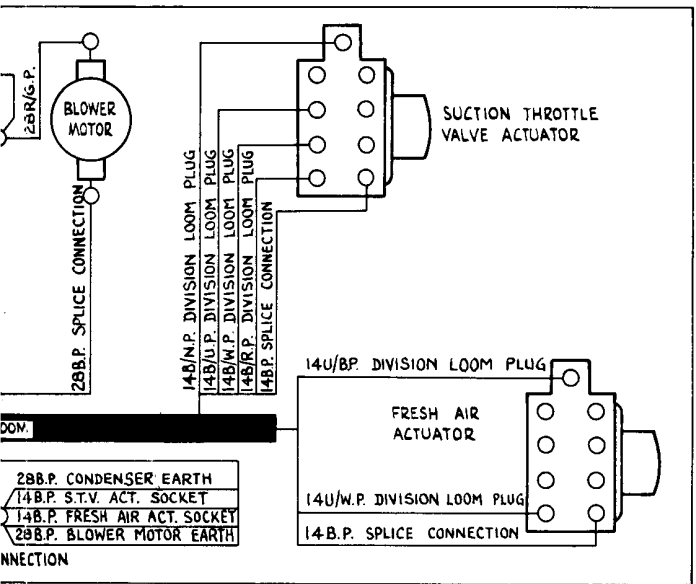 28R/G.P.
BLOWER
MOTOR
28B.P. SPLICE CONNECTION
SUCTION THROTTLE
VALVE ACTUATOR
14B/N.P. DIVISION LOOM PLUG
14B/U.P. DIVISION LOOM PLUG
14B/W.P. DIVISION LOOM PLUG
14B/R.P. DIVISION LOOM PLUG
14B.P. SPLICE CONNECTION
14U/BP. DIVISION LOOM PLUG
FRESH AIR
ACTUATOR
14U/W.P. DIVISION LOOM PLUG
14B.P. SPLICE CONNECTION
28B.P. CONDENSER EARTH
14B.P. S.T.V. ACT. SOCKET
14B.P. FRESH AIR ACT. SOCKET
28B.P. BLOWER MOTOR EARTH
NNECTION